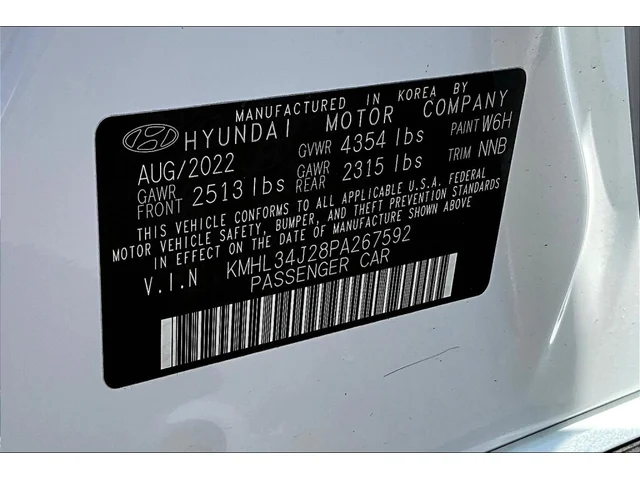 MANUFACTURED IN KOREA BY
HYUNDAI MOTOR COMPANY
AUG/2022 GVWR 4354 lbs PAINT W6H
GAWR FRONT 2513 lbs GAWR REAR 2315 lbs TRIM NNB
THIS VEHICLE CONFORMS TO ALL APPLICABLE U.S.A. FEDERAL
MOTOR VEHICLE SAFETY, BUMPER, AND THEFT PREVENTION STANDARDS
IN EFFECT ON THE DATE OF MANUFACTURE SHOWN ABOVE.
V.I.N KMHL34J28PA267592
PASSENGER CAR